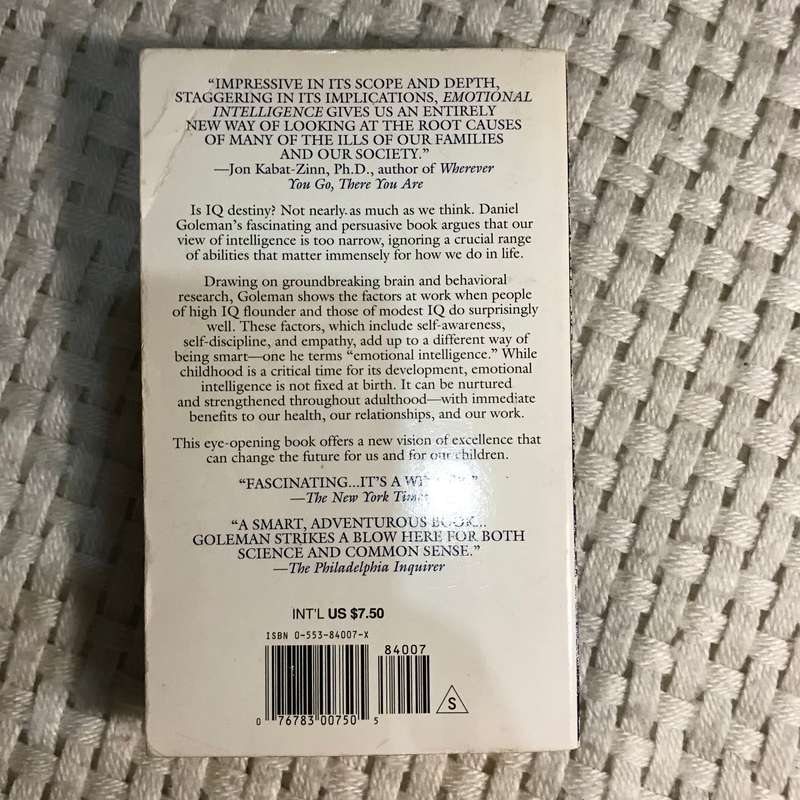 “IMPRESSIVE IN ITS SCOPE AND DEPTH,
STAGGERING IN ITS IMPLICATIONS, EMOTIONAL
INTELLIGENCE GIVES US AN ENTIRELY
NEW WAY OF LOOKING AT THE ROOT CAUSES
OF MANY OF THE ILLS OF OUR FAMILIES
AND OUR SOCIETY.”
—Jon Kabat-Zinn, Ph.D., author of Wherever
You Go, There You Are
Is IQ destiny? Not nearly as much as we think. Daniel
Goleman’s fascinating and persuasive book argues that our
view of intelligence is too narrow, ignoring a crucial range
of abilities that matter immensely for how we do in life.
Drawing on groundbreaking brain and behavioral
research, Goleman shows the factors at work when people
of high IQ flounder and those of modest IQ do surprisingly
well. These factors, which include self-awareness,
self-discipline, and empathy, add up to a different way of
being smart—one he terms “emotional intelligence.” While
childhood is a critical time for its development, emotional
intelligence is not fixed at birth. It can be nurtured
and strengthened throughout adulthood—with immediate
benefits to our health, our relationships, and our work.
This eye-opening book offers a new vision of excellence that
can change the future for us and for our children.
“FASCINATING...IT’S A
—The New York Times
“A SMART, ADVENTUROUS BOOK...
GOLEMAN STRIKES A BLOW HERE FOR BOTH
SCIENCE AND COMMON SENSE.”
—The Philadelphia Inquirer
INT’L US $7.50
ISBN 0-553-84007-X
84007
0 76783 00750 5
S